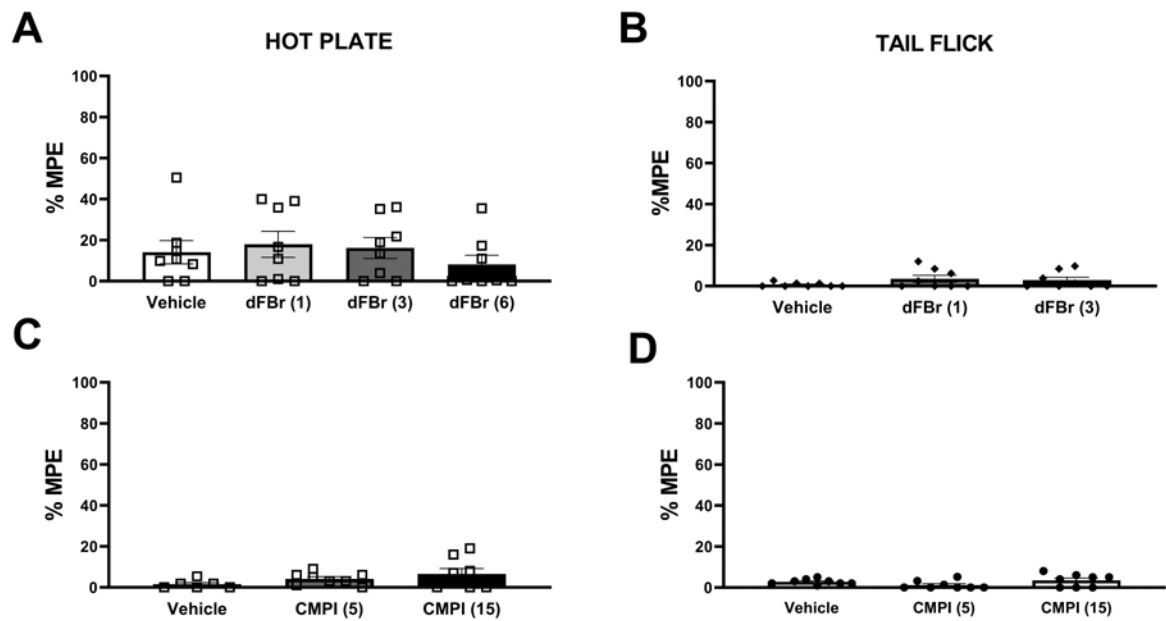 A
HOT PLATE
% MPE
100
80
60
40
20
0
Vehicle
dFBr (1)
dFBr (3)
dFBr (6)
B
TAIL FLICK
%MPE
100
80
60
40
20
0
Vehicle
dFBr (1)
dFBr (3)
C
% MPE
100
80
60
40
20
0
Vehicle
CMPI (5)
CMPI (15)
D
% MPE
100
80
60
40
20
0
Vehicle
CMPI (5)
CMPI (15)